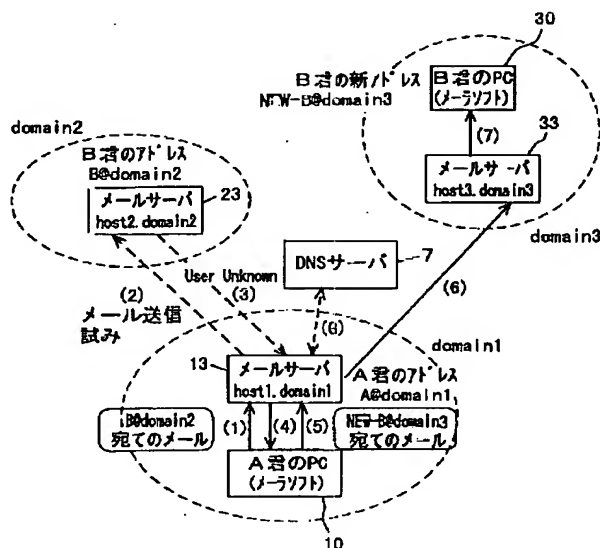 30
B君の新アドレス
NEW-B@domain3
B君のPC
(メーラソフト)
(7)
33
メールサーバ
host3.domain3
domain3
domain2
B君のアドレス
B@domain2
メールサーバ
host2.domain2
23
DNSサーバ
7
User Unknown
(3)
(2)
メール送信
試み
(6)
(6)
domain1
13
メールサーバ
host1.domain1
A君のアドレス
A@domain1
B@domain2
宛てのメール
(1)
(4)
(5)
NEW-B@domain3
宛てのメール
A君のPC
(メーラソフト)
10